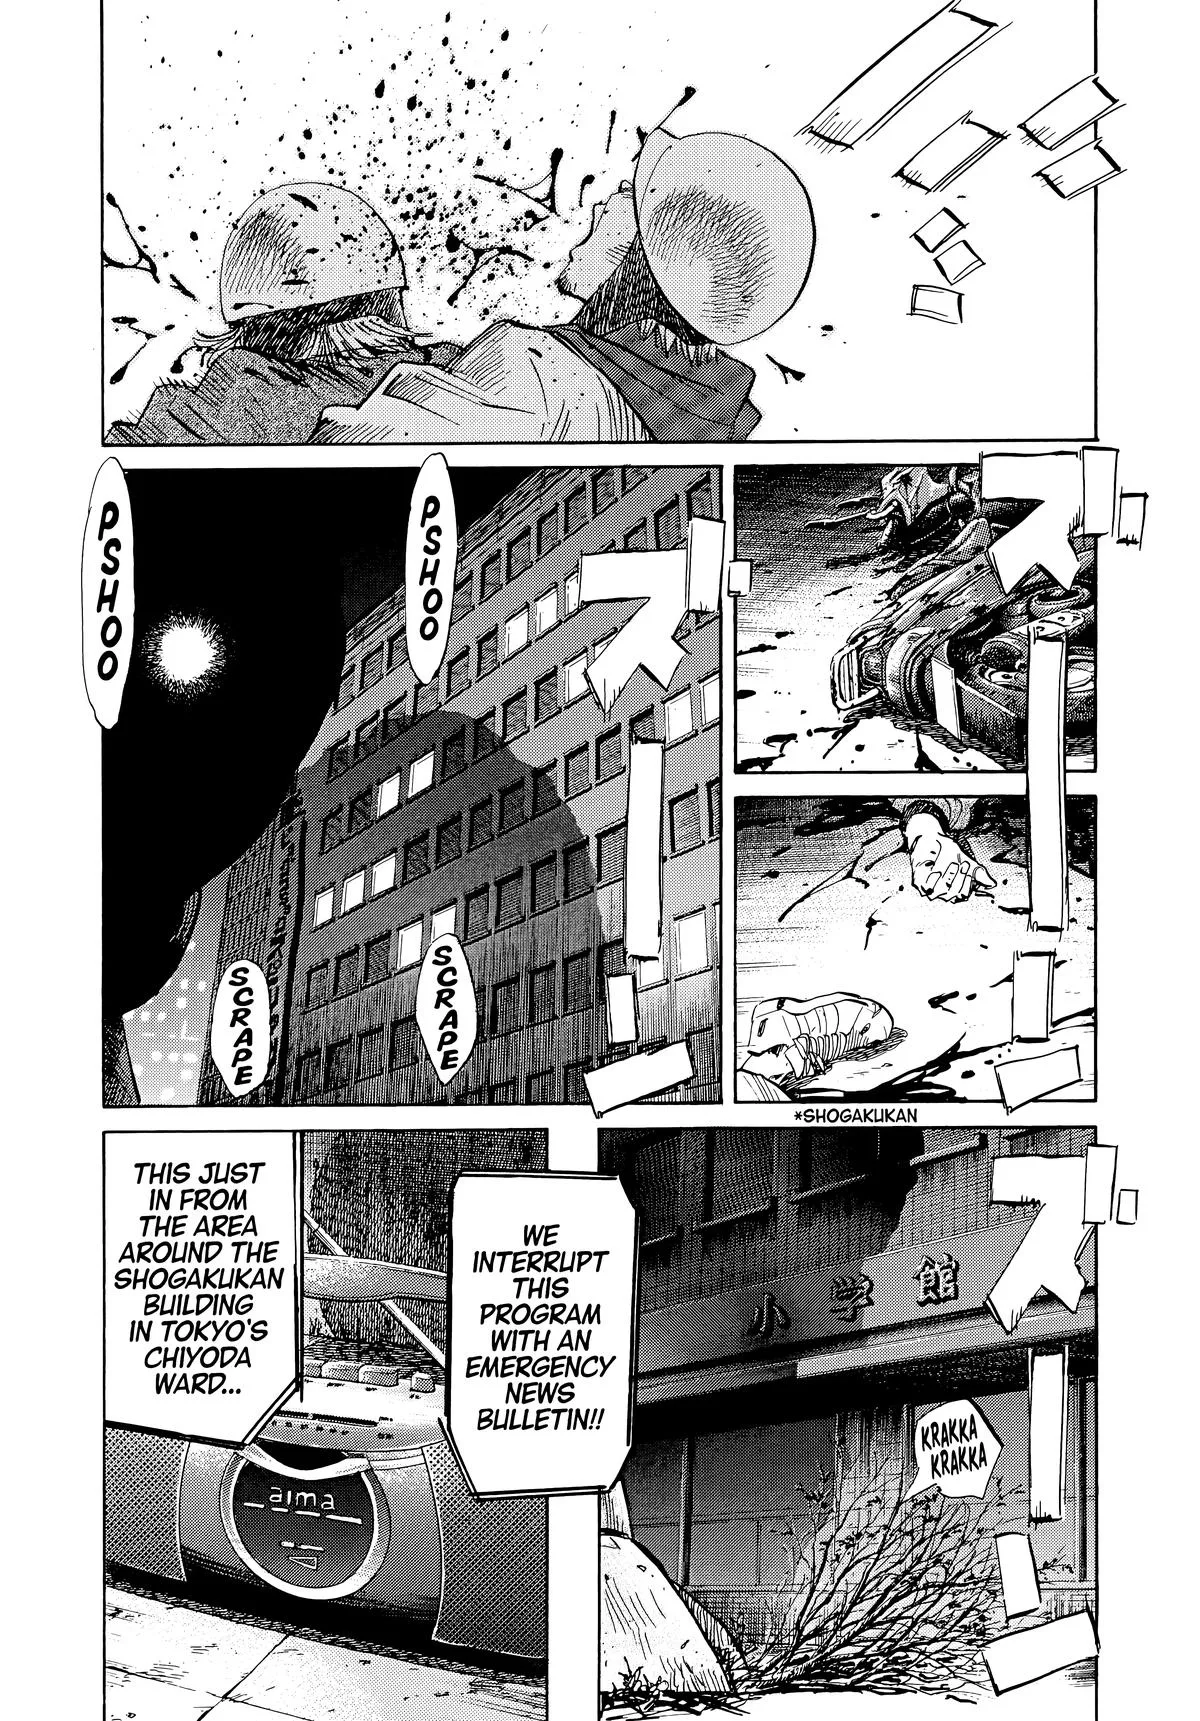 PSHOO
PSHOO
SCRAPE
SCRAPE
*SHOGAKUKAN
小学館
KRAKKA
KRAKKA
WE
INTERRUPT
THIS
PROGRAM
WITH AN
EMERGENCY
NEWS
BULLETIN!!
THIS JUST
IN FROM
THE AREA
AROUND THE
SHOGAKUKAN
BUILDING
IN TOKYO'S
CHIYODA
WARD...
aima